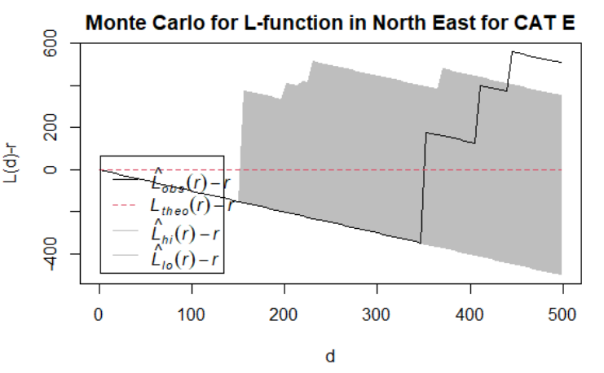 Monte Carlo for L-function in North East for CAT E
L(d)-r
600
200
0
-400
L̂obs(r) – r
Ltheo(r) – r
L̂hi(r) – r
L̂lo(r) – r
0 100 200 300 400 500
d